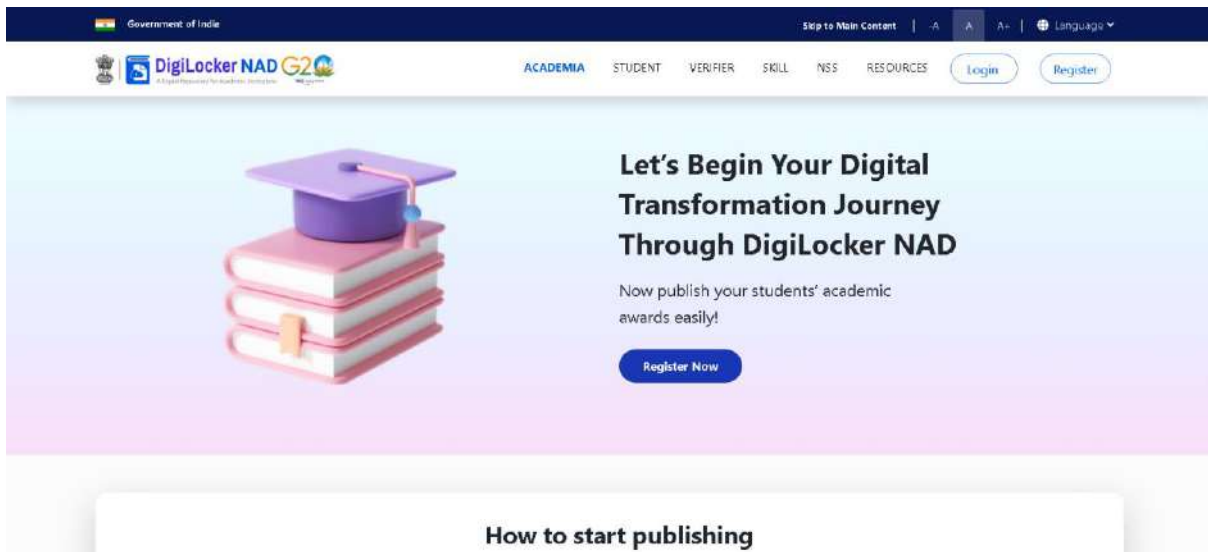 Government of India
Skip to Main Content | -A A A+ | Language
DigiLocker NAD G2
ACADEMIA STUDENT VERIFIER SKILL NSS RESOURCES Login Register
Let's Begin Your Digital
Transformation Journey
Through DigiLocker NAD
Now publish your students' academic
awards easily!
Register Now
How to start publishing